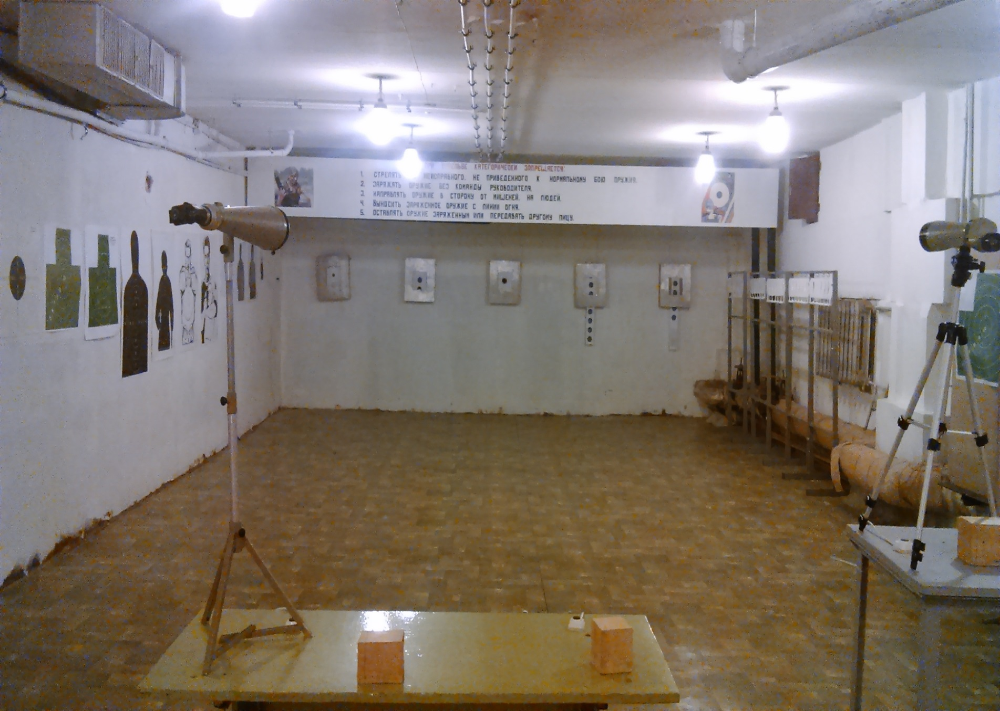 СТРЕЛЬБЕ КАТЕГОРИЧЕСКИ ЗАПРЕЩАЕТСЯ:
1. СТРЕЛЯТЬ НЕИСПРАВНОГО, НЕ ПРИВЕДЕННОГО К НОРМАЛЬНОМУ БОЮ ОРУЖИЯ.
2. ЗАРЯЖАТЬ ОРУЖИЕ БЕЗ КОМАНДЫ РУКОВОДИТЕЛЯ.
3. НАПРАВЛЯТЬ ОРУЖИЕ В СТОРОНУ ОТ МИШЕНЕЙ, НА ЛЮДЕЙ.
4. ВЫНОСИТЬ ЗАРЯЖЕННОЕ ОРУЖИЕ С ЛИНИИ ОГНЯ.
5. ОСТАВЛЯТЬ ОРУЖИЕ ЗАРЯЖЕННЫМ ИЛИ ПЕРЕДАВАТЬ ДРУГОМУ ЛИЦУ.